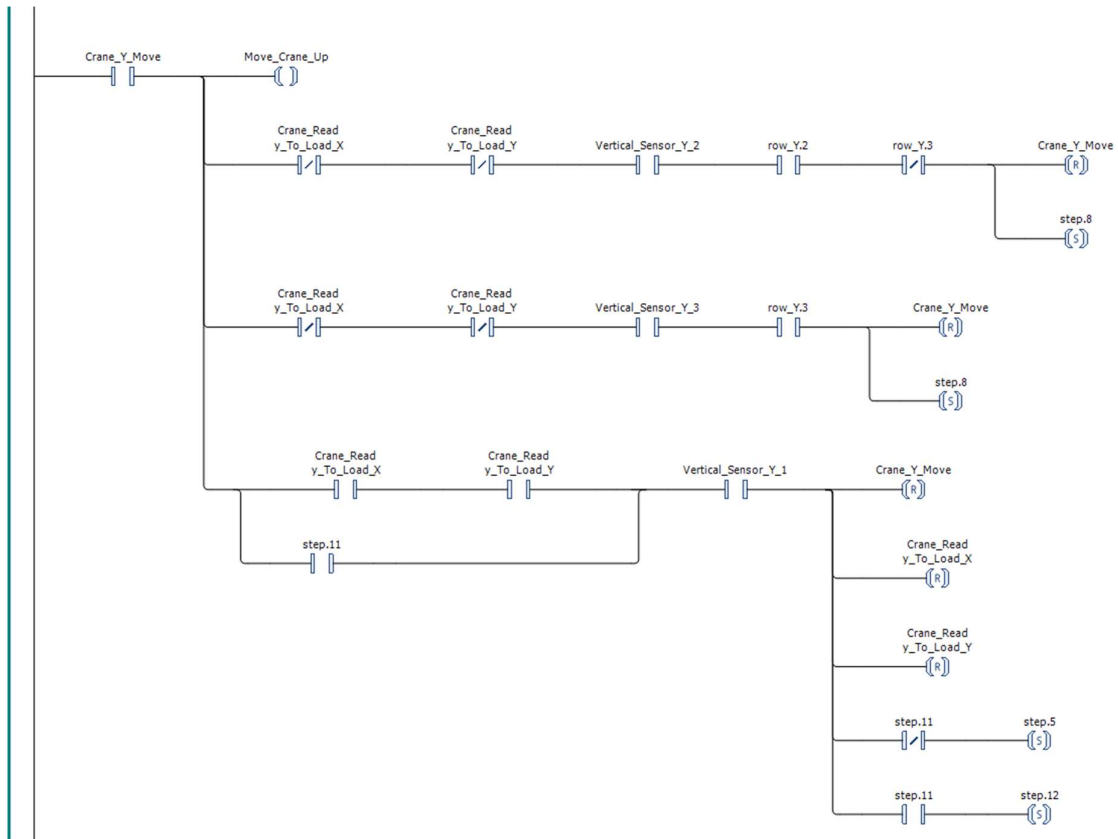 Crane_Y_Move
Move_Crane_Up
Crane_Read
y_To_Load_X
Crane_Read
y_To_Load_Y
Vertical_Sensor_Y_2
row_Y.2
row_Y.3
Crane_Y_Move
R
step.8
S
Crane_Read
y_To_Load_X
Crane_Read
y_To_Load_Y
Vertical_Sensor_Y_3
row_Y.3
Crane_Y_Move
R
step.8
S
Crane_Read
y_To_Load_X
Crane_Read
y_To_Load_Y
Vertical_Sensor_Y_1
Crane_Y_Move
R
step.11
Crane_Read
y_To_Load_X
R
Crane_Read
y_To_Load_Y
R
step.11
step.5
S
step.11
step.12
S